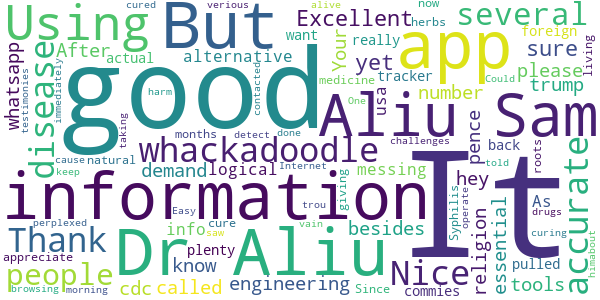 Using
But
several
cured
verious
alive
herbs
now
foreign
Excellent
Your
want
really
sure
whatsapp
After
actual
alternative
app
yet
tracker
please
living
testimonies
immediately
disease
good
contacted
medicine
One
usa
number
trump
harm
taking
Aliu
Sam
Could
detect
done
challenges
months
whackadoodle
pence
back
told
cause
natural
Internet
keep
demand
logical
messing
hey
As
roots
information
It
accurate
Easy
trou
cure
giving
besides
Syphilis
operate
essential
drugs
curing
perplexed
info
saw
vain
religion
himabout
Thank
Dr
Aliu
Nice
pulled
appreciate
plenty
Since
people
know
engineering
commies
tools
browsing
morning
cdc
called